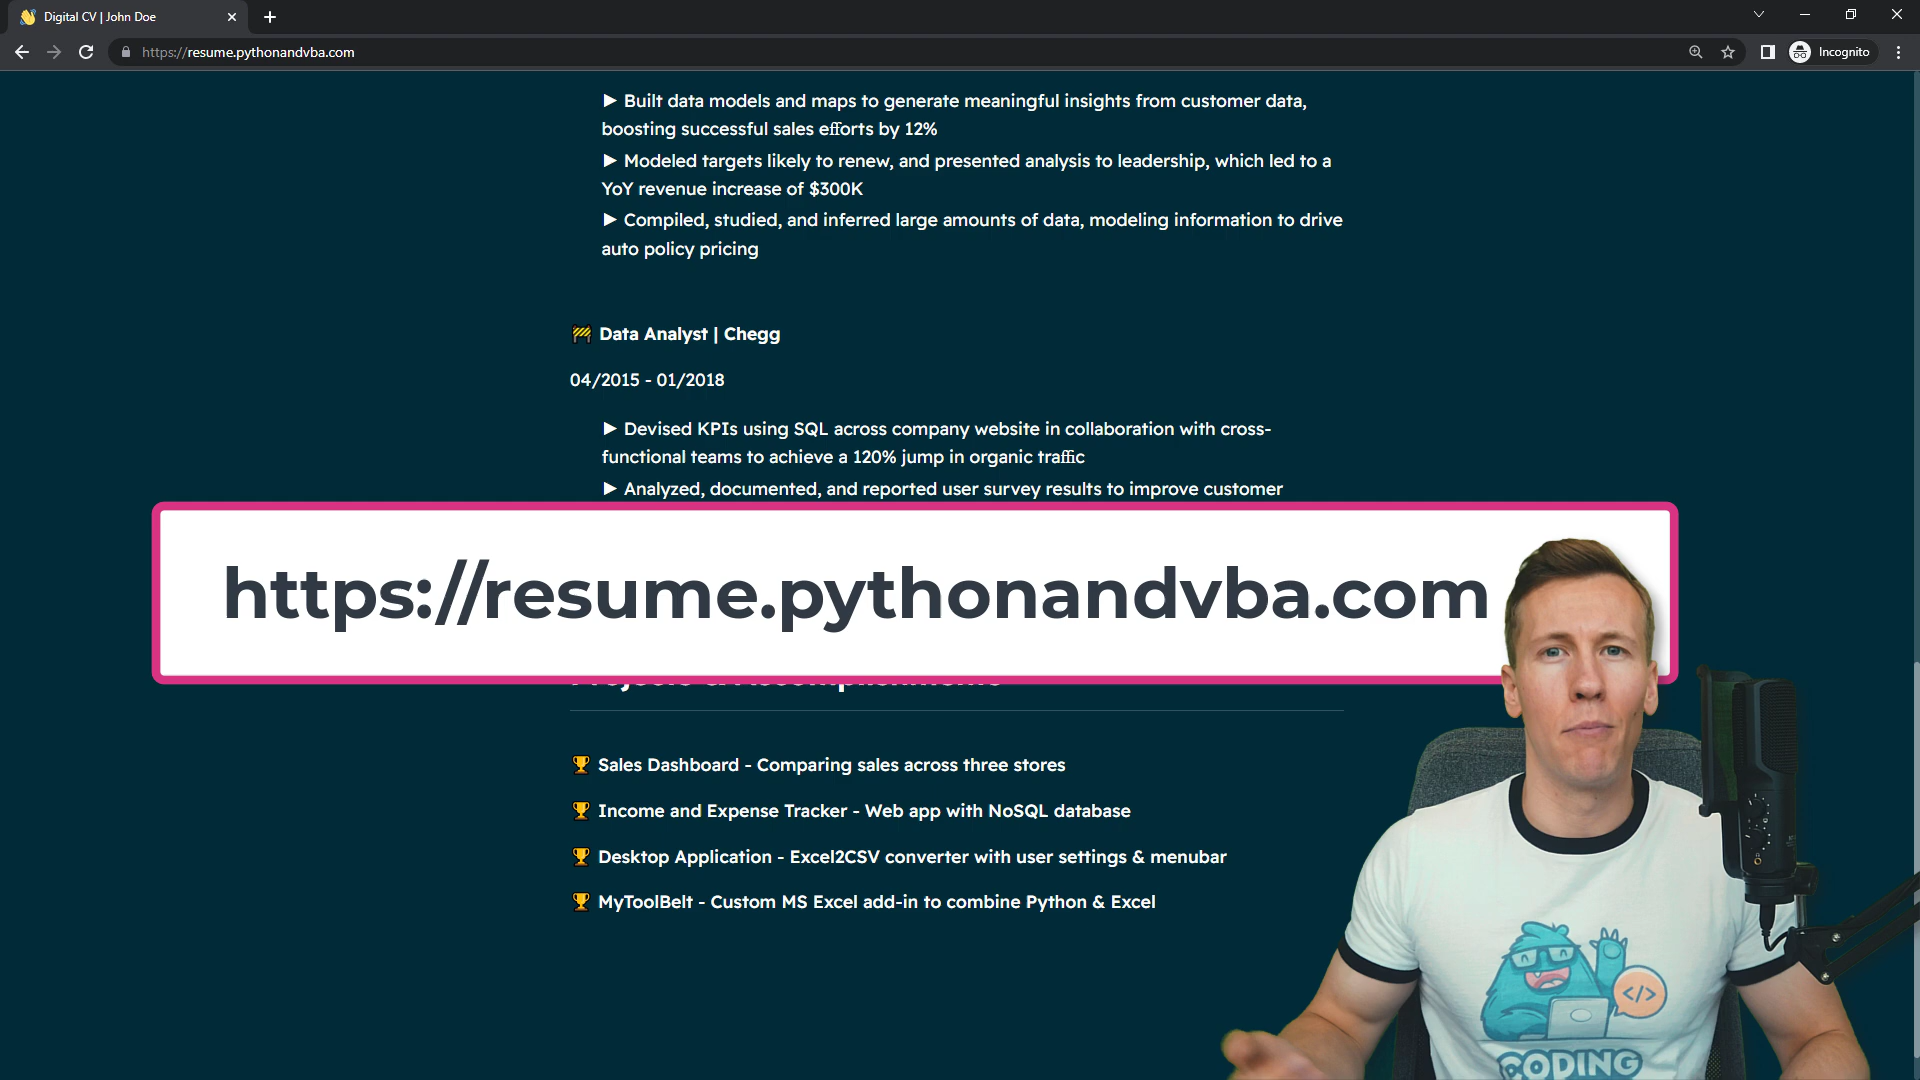 Digital CV | John Doe
https://resume.pythonandvba.com
Incognito
► Built data models and maps to generate meaningful insights from customer data,
boosting successful sales efforts by 12%
► Modeled targets likely to renew, and presented analysis to leadership, which led to a
YoY revenue increase of $300K
► Compiled, studied, and inferred large amounts of data, modeling information to drive
auto policy pricing
🚧 Data Analyst | Chegg
04/2015 - 01/2018
► Devised KPIs using SQL across company website in collaboration with cross-
functional teams to achieve a 120% jump in organic traffic
► Analyzed, documented, and reported user survey results to improve customer
https://resume.pythonandvba.com
🏆 Sales Dashboard - Comparing sales across three stores
🏆 Income and Expense Tracker - Web app with NoSQL database
🏆 Desktop Application - Excel2CSV converter with user settings & menubar
🏆 MyToolBelt - Custom MS Excel add-in to combine Python & Excel
</>
CODING